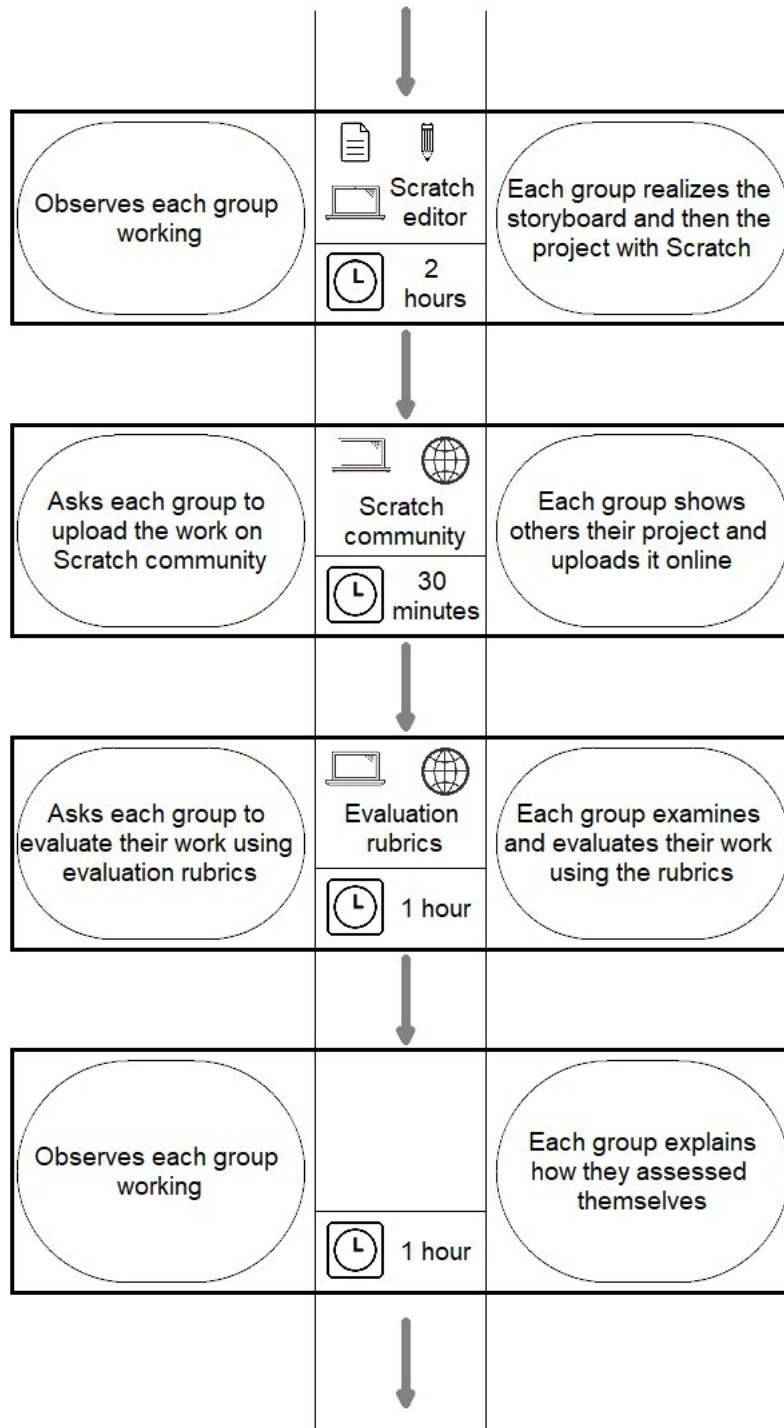 Observes each group
working
Scratch
editor
2
hours
Each group realizes the
storyboard and then the
project with Scratch
Asks each group to
upload the work on
Scratch community
Scratch
community
30
minutes
Each group shows
others their project and
uploads it online
Asks each group to
evaluate their work using
evaluation rubrics
Evaluation
rubrics
1 hour
Each group examines
and evaluates their work
using the rubrics
Observes each group
working
1 hour
Each group explains
how they assessed
themselves